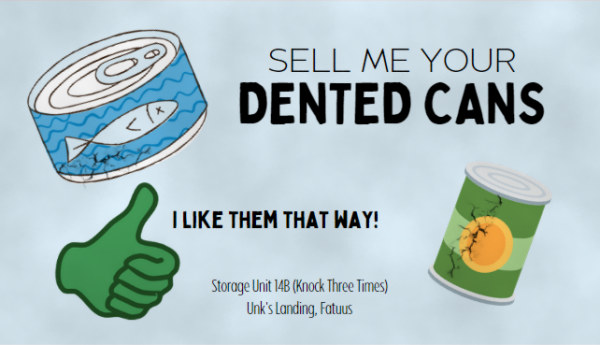 SELL ME YOUR
DENTED CANS
I LIKE THEM THAT WAY!
Storage Unit 14B (Knock Three Times)
Unk's Landing, Fatuus